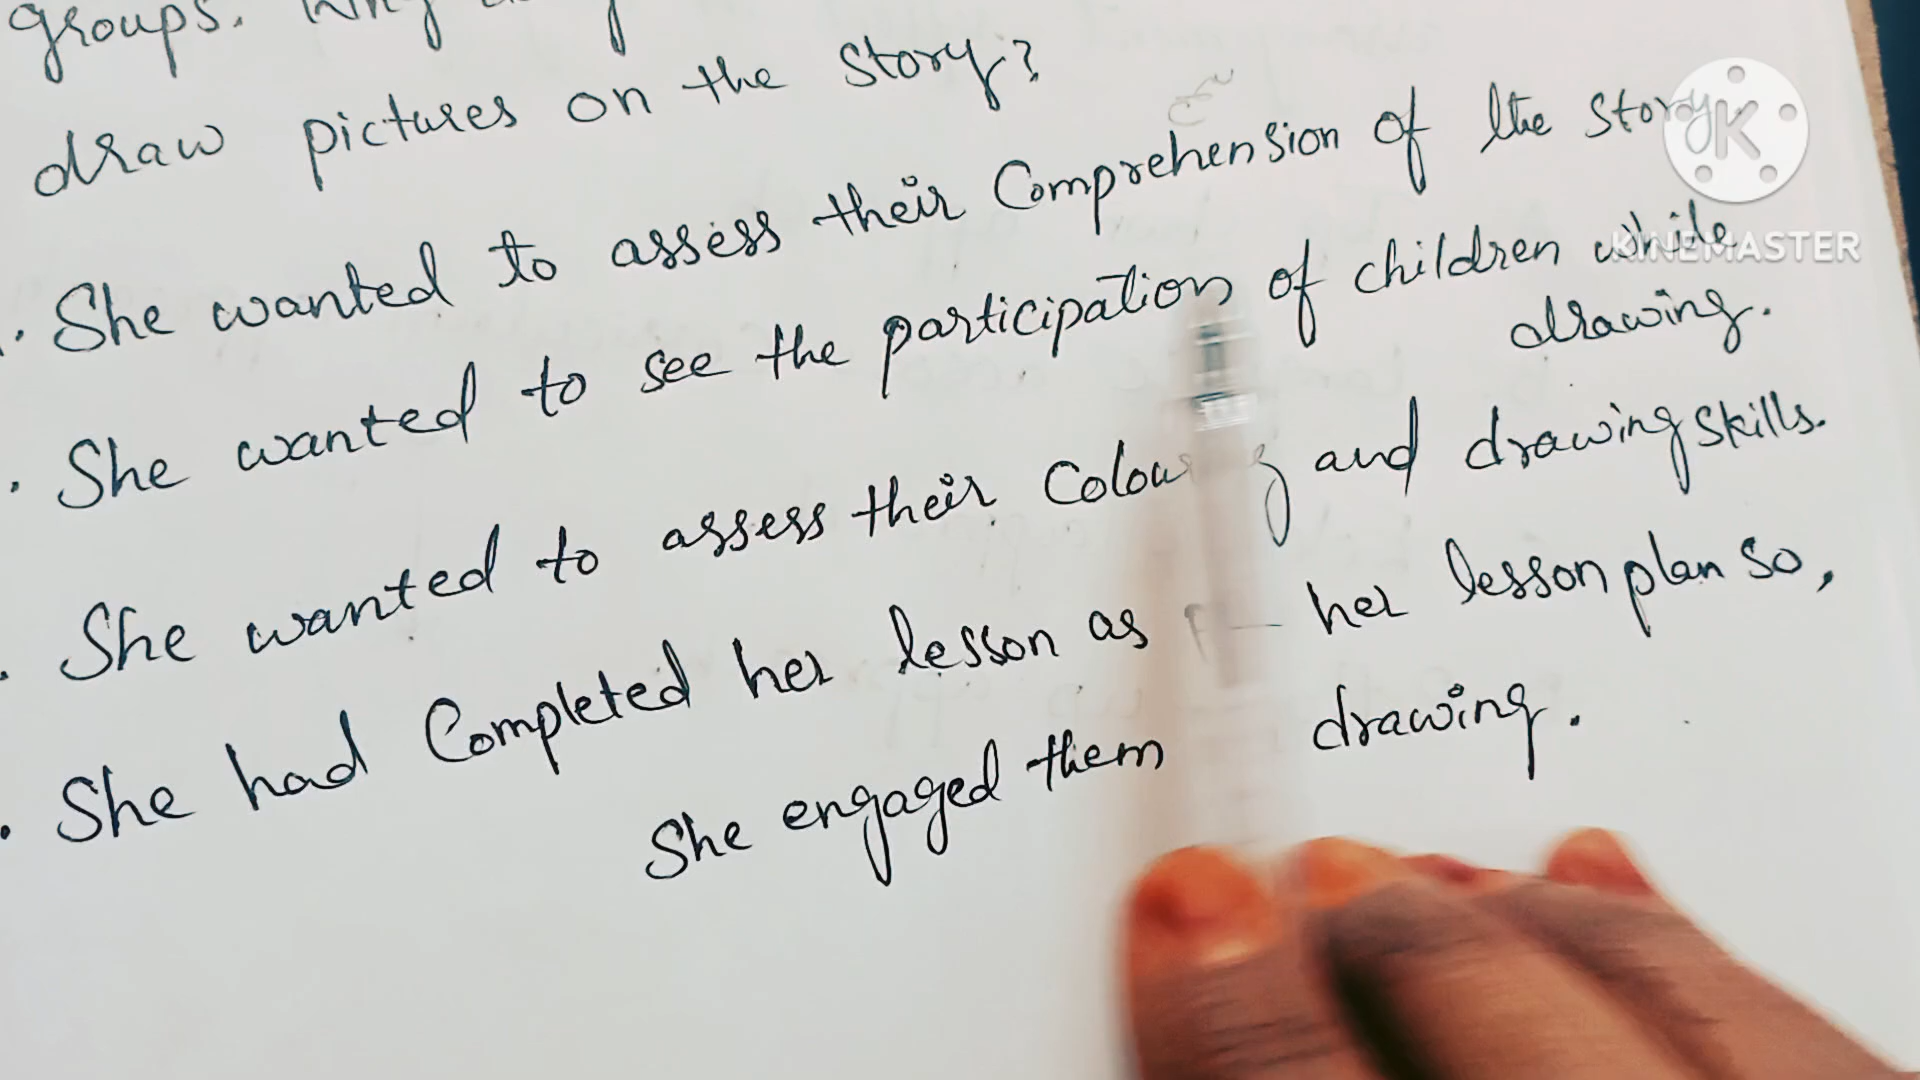 groups. Why
draw pictures on the story?
. She wanted to assess their Comprehension of the story
. She wanted to see the participation of children while
drawing.
. She wanted to assess their and drawing skills.
. She had Completed her lesson as her lesson plan so,
She engaged them drawing.
KINEMASTER